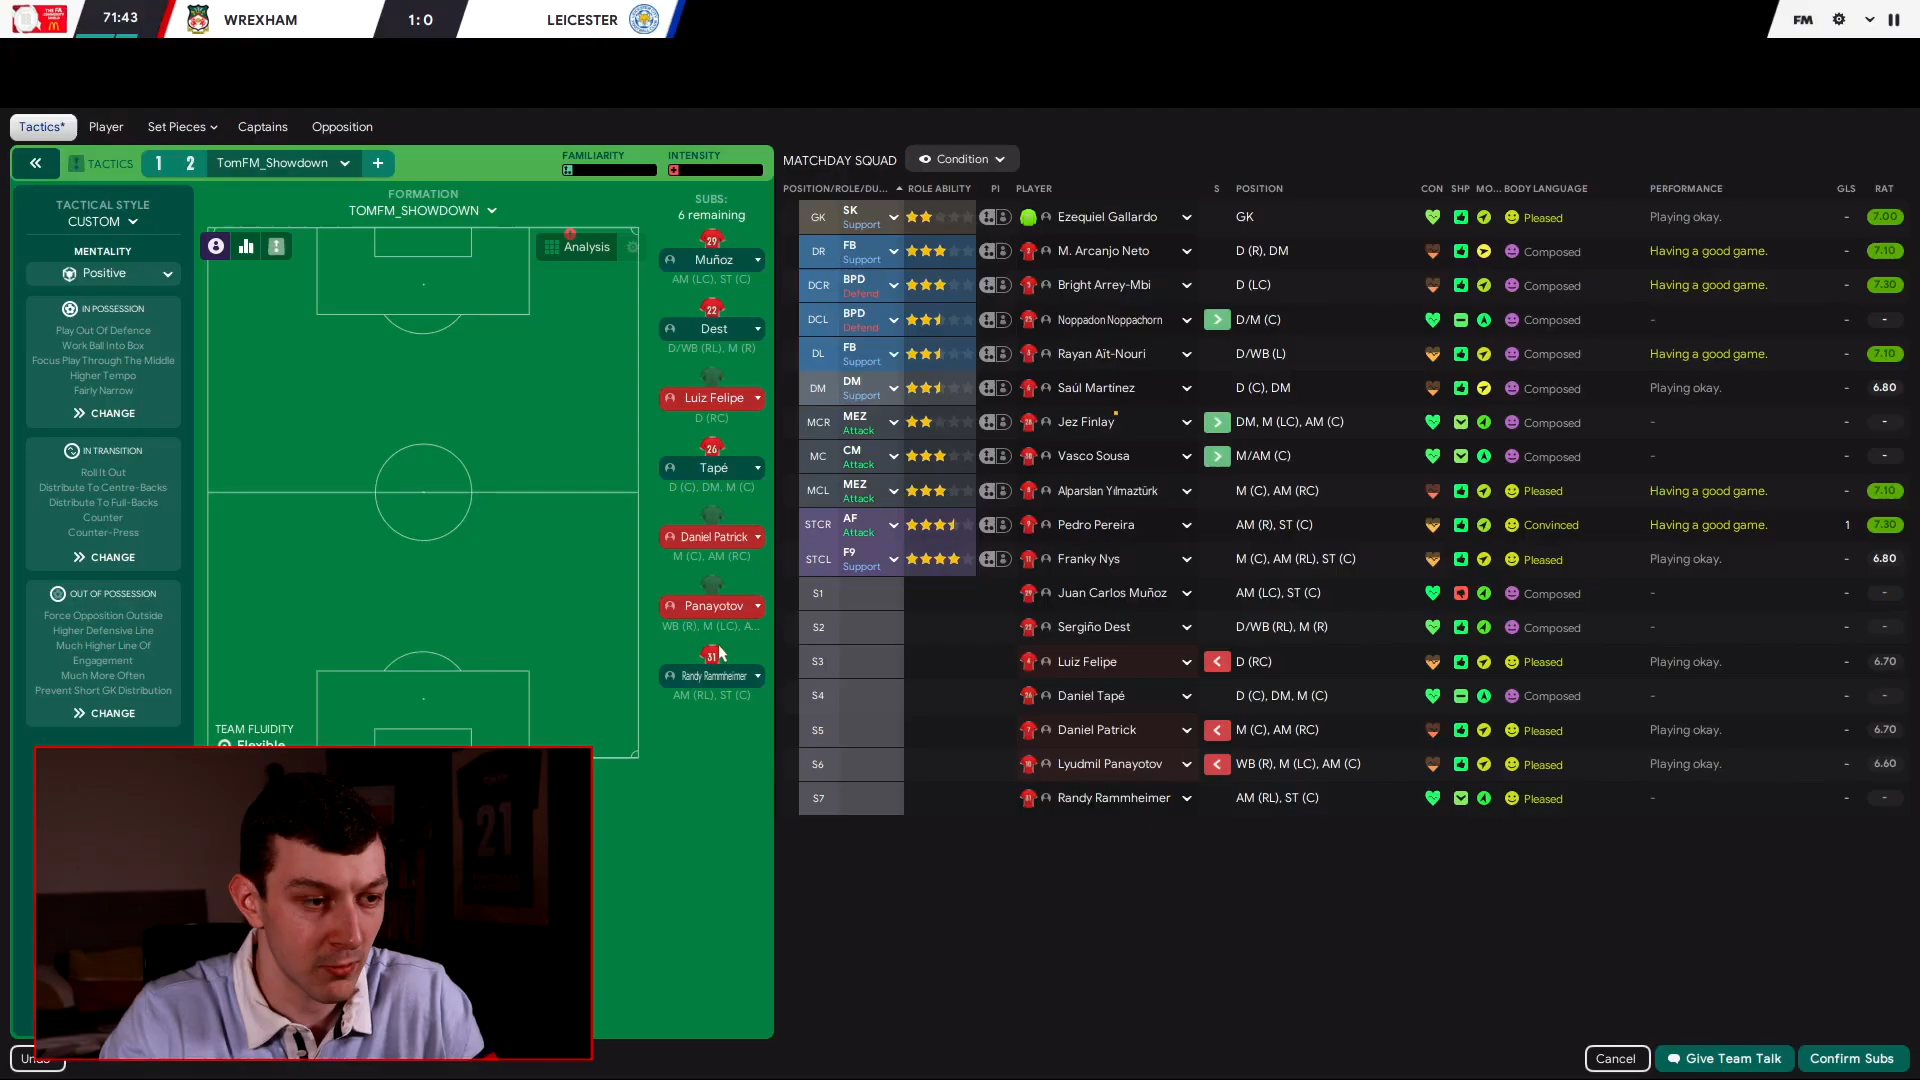 71:43 WREXHAM 1:0 LEICESTER FM
Tactics* Player Set Pieces Captains Opposition
TACTICS 1 2 TomFM_Showdown + FAMILIARITY INTENSITY
TACTICAL STYLE
CUSTOM
MENTALITY
Positive
IN POSSESSION
Play Out Of Defence
Work Ball Into Box
Focus Play Through The Middle
Higher Tempo
Fairly Narrow
CHANGE
IN TRANSITION
Roll It Out
Distribute To Centre-Backs
Distribute To Full-Backs
Counter
Counter-Press
CHANGE
OUT OF POSSESSION
Force Opposition Outside
Higher Defensive Line
Much Higher Line Of
Engagement
Much More Often
Prevent Short GK Distribution
CHANGE
FORMATION
TOMFM_SHOWDOWN
Analysis
TEAM FLUIDITY
Flexible
SUBS:
6 remaining
29
Muñoz
AM (LC), ST (C)
22
Dest
D/WB (RL), M (R)
Luiz Felipe
D (RC)
26
Tapé
D (C), DM, M (C)
Daniel Patrick
M (C), AM (RC)
Panayotov
WB (R), M (LC), A...
31
Randy Rammheimer
AM (RL), ST (C)
MATCHDAY SQUAD Condition
POSITION/ROLE/DU... ROLE ABILITY PI PLAYER S POSITION CON SHP MO... BODY LANGUAGE PERFORMANCE GLS RAT
GK SK Support Ezequiel Gallardo GK Pleased Playing okay. - 7.00
DR FB Support M. Arcanjo Neto D (R), DM Composed Having a good game. - 7.10
DCR BPD Defend Bright Arrey-Mbi D (LC) Composed Having a good game. - 7.30
DCL BPD Defend Noppadon Noppachorn D/M (C) Composed - - -
DL FB Support Rayan Aït-Nouri D/WB (L) Composed Having a good game. - 7.10
DM DM Support Saúl Martínez D (C), DM Composed Playing okay. - 6.80
MCR MEZ Attack Jez Finlay DM, M (LC), AM (C) Composed - - -
MC CM Attack Vasco Sousa M/AM (C) Composed - - -
MCL MEZ Attack Alparslan Yılmaztürk M (C), AM (RC) Pleased Having a good game. - 7.10
STCR AF Attack Pedro Pereira AM (R), ST (C) Convinced Having a good game. 1 7.30
STCL F9 Support Franky Nys M (C), AM (RL), ST (C) Pleased Playing okay. - 6.80
S1 Juan Carlos Muñoz AM (LC), ST (C) Composed - - -
S2 Sergiño Dest D/WB (RL), M (R) Composed - - -
S3 Luiz Felipe D (RC) Pleased Playing okay. - 6.70
S4 Daniel Tapé D (C), DM, M (C) Composed - - -
S5 Daniel Patrick M (C), AM (RC) Pleased Playing okay. - 6.70
S6 Lyudmil Panayotov WB (R), M (LC), AM (C) Pleased Playing okay. - 6.60
S7 Randy Rammheimer AM (RL), ST (C) Pleased - - -
21
Cancel Give Team Talk Confirm Subs